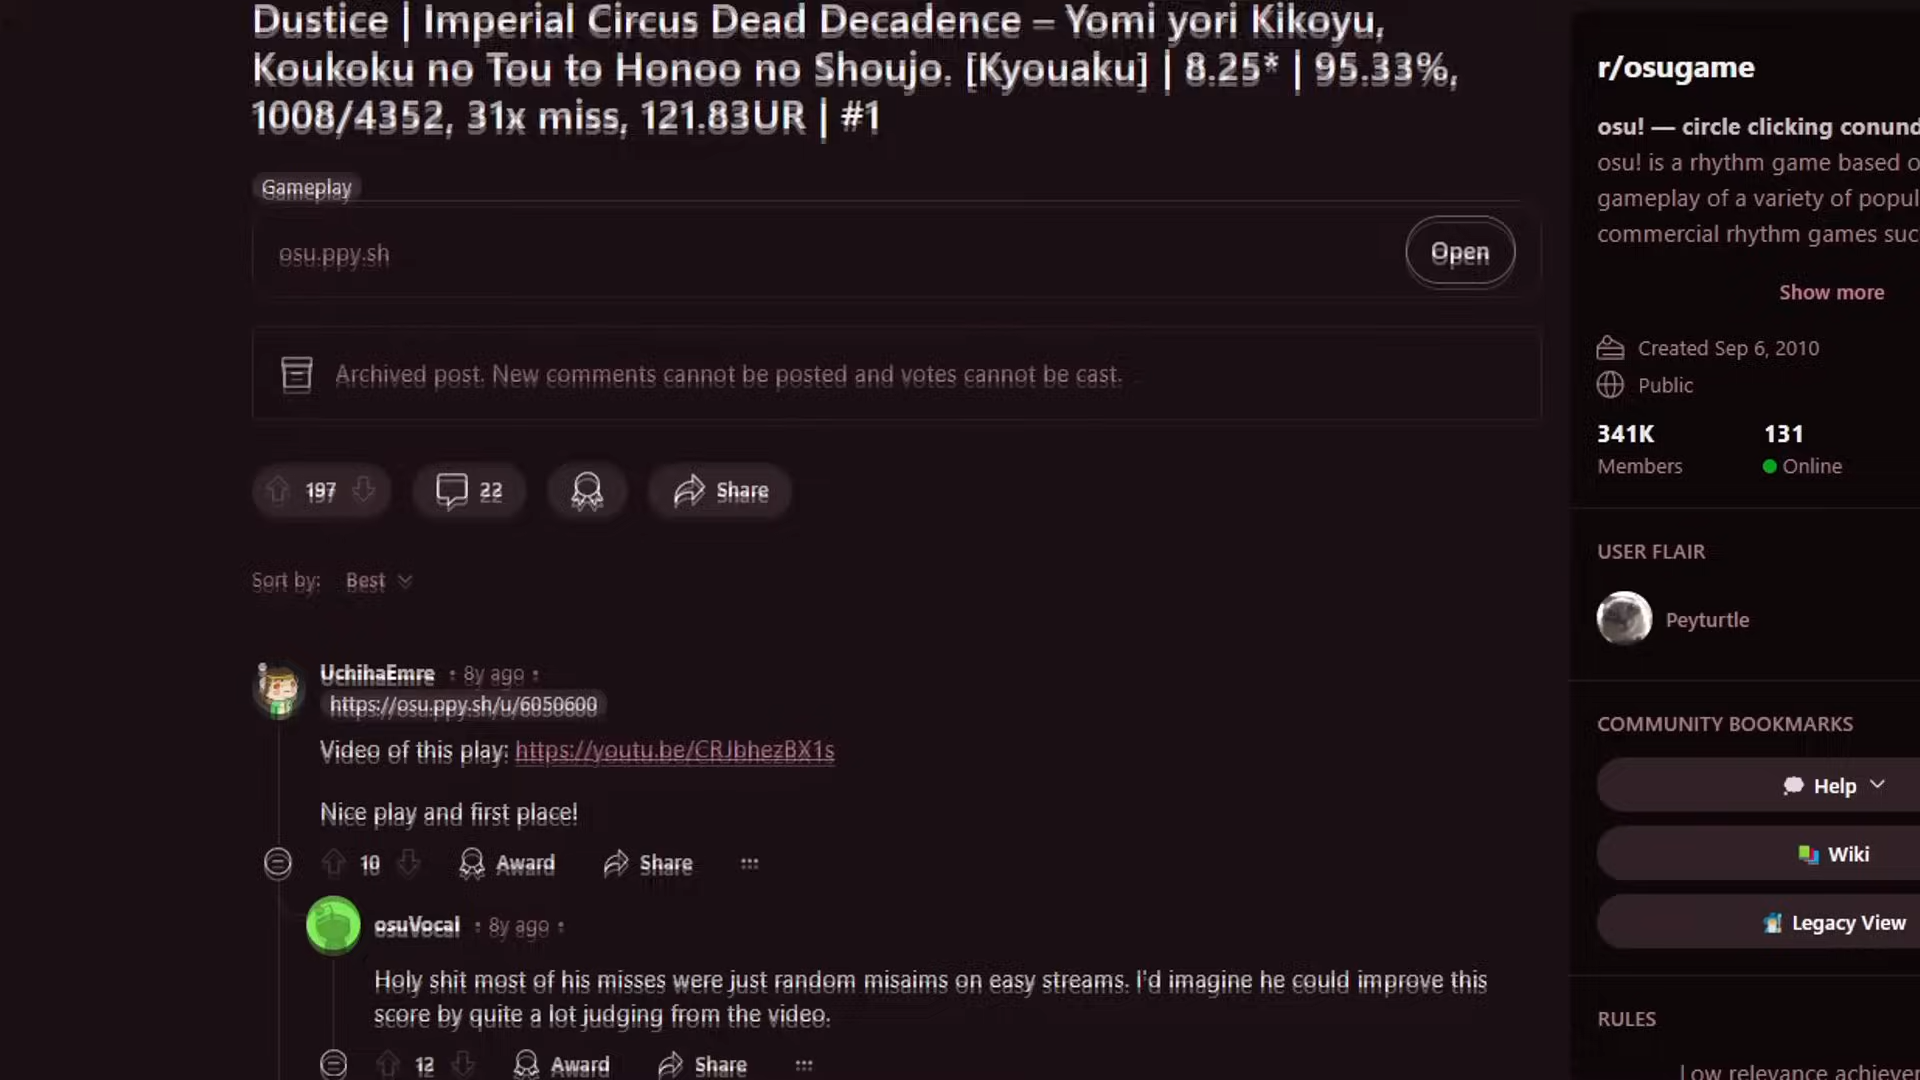 Dustice | Imperial Circus Dead Decadence – Yomi yori Kikoyu,
Koukoku no Tou to Honoo no Shoujo. [Kyouaku] | 8.25* | 95.33%,
1008/4352, 31x miss, 121.83UR | #1
Gameplay
osu.ppy.sh
Open
Archived post. New comments cannot be posted and votes cannot be cast.
197
22
Share
Sort by: Best
UchihaEmre • 8y ago •
https://osu.ppy.sh/u/6050600
Video of this play: https://youtu.be/CRJbhezBX1s
Nice play and first place!
10 Award Share
osuVocal • 8y ago •
Holy shit most of his misses were just random misaims on easy streams. I'd imagine he could improve this
score by quite a lot judging from the video.
12 Award Share
r/osugame
osu! — circle clicking conund
osu! is a rhythm game based o
gameplay of a variety of popul
commercial rhythm games suc
Show more
Created Sep 6, 2010
Public
341K 131
Members Online
USER FLAIR
Peyturtle
COMMUNITY BOOKMARKS
Help
Wiki
Legacy View
RULES
Low relevance achiever